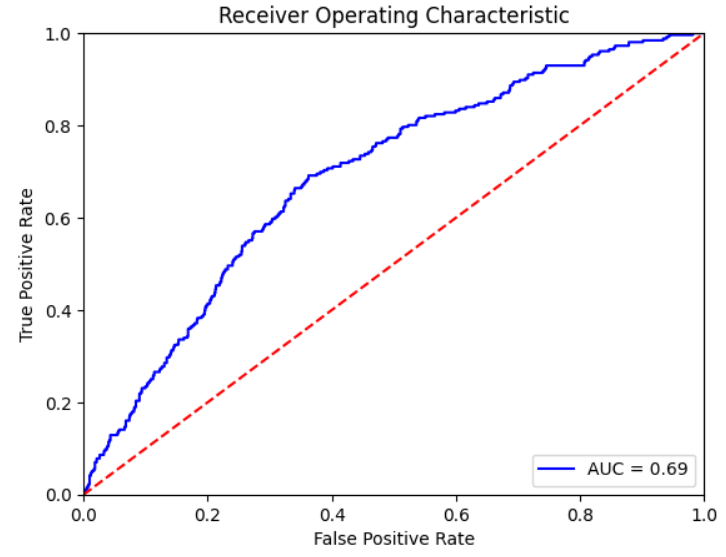 Receiver Operating Characteristic
1.0
0.8
0.6
0.4
0.2
0.0
True Positive Rate
AUC = 0.69
0.0 0.2 0.4 0.6 0.8 1.0
False Positive Rate